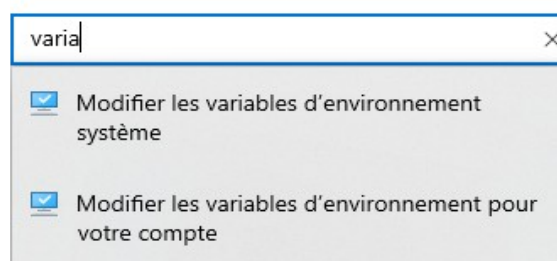 varia
Modifier les variables d’environnement
système
Modifier les variables d’environnement pour
votre compte